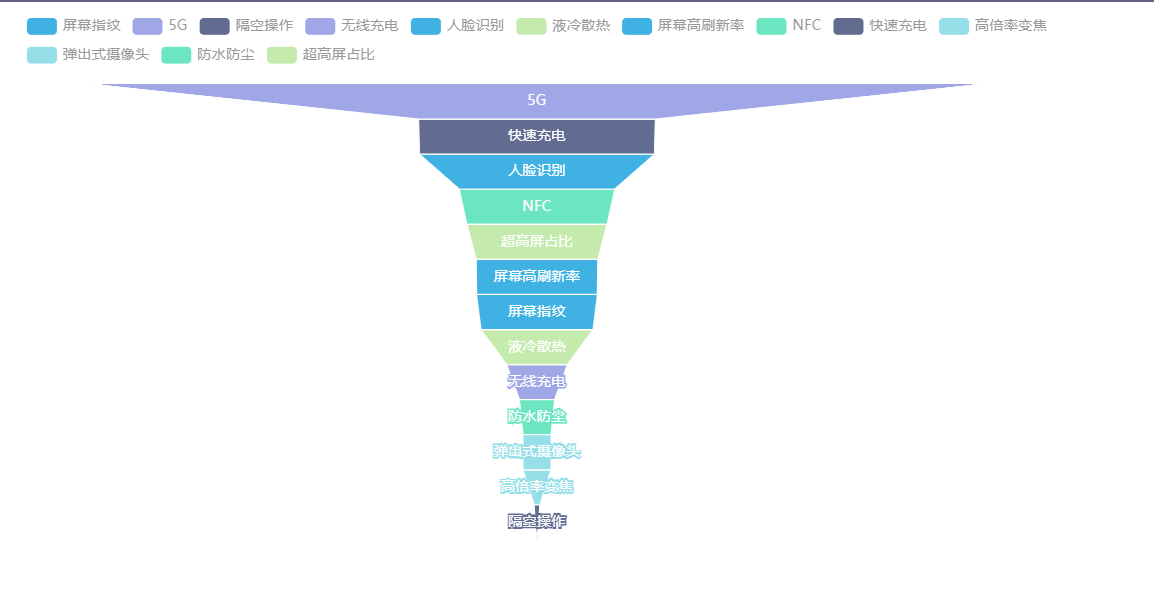 屏幕指纹 5G 隔空操作 无线充电 人脸识别 液冷散热 屏幕高刷新率 NFC 快速充电 高倍率变焦
弹出式摄像头 防水防尘 超高屏占比
5G
快速充电
人脸识别
NFC
超高屏占比
屏幕高刷新率
屏幕指纹
液冷散热
无线充电
防水防尘
弹出式摄像头
高倍率变焦
隔空操作